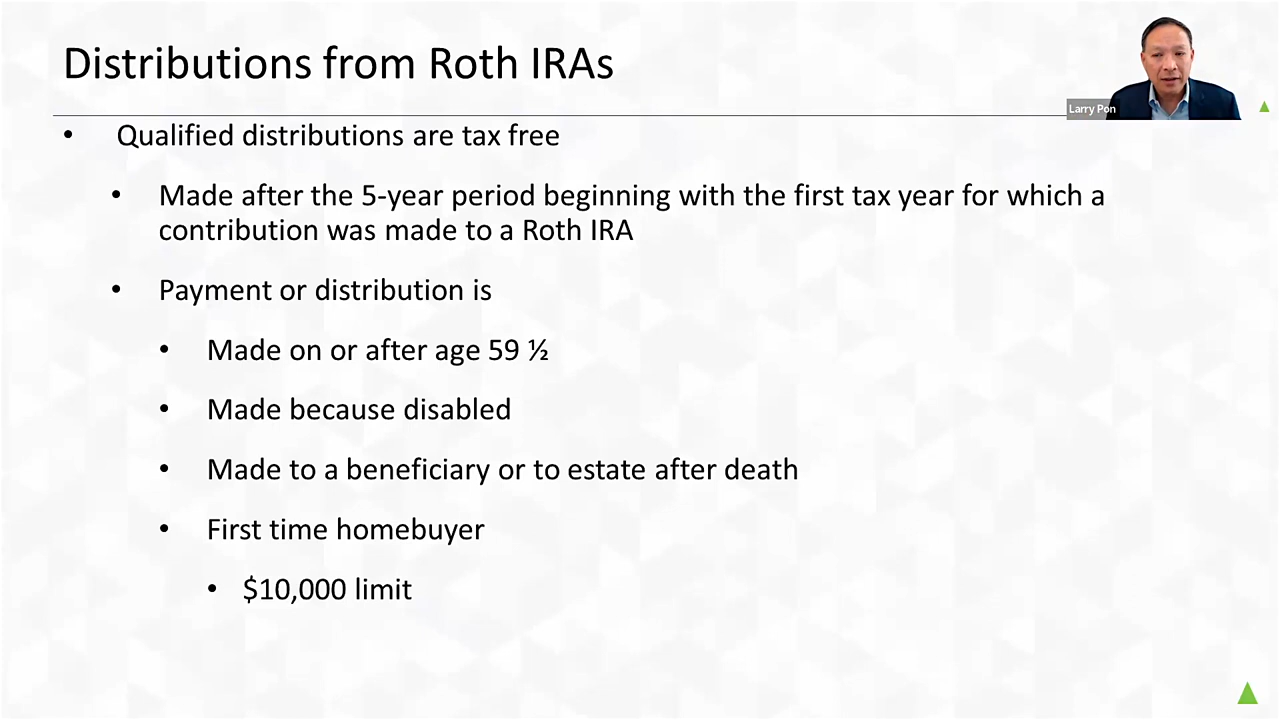 Distributions from Roth IRAs
Larry Pon
• Qualified distributions are tax free
• Made after the 5-year period beginning with the first tax year for which a
contribution was made to a Roth IRA
• Payment or distribution is
• Made on or after age 59 ½
• Made because disabled
• Made to a beneficiary or to estate after death
• First time homebuyer
• $10,000 limit